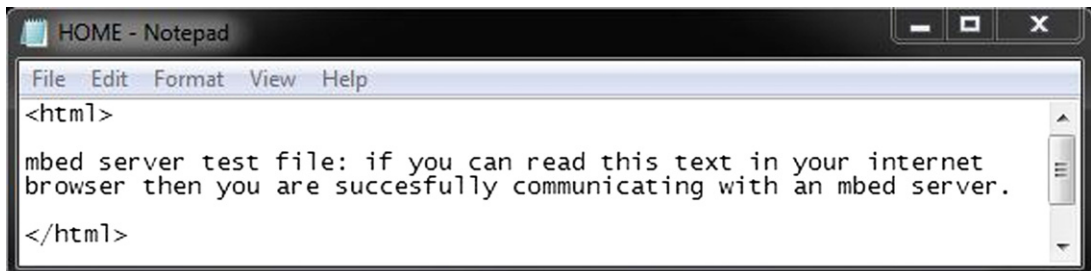 HOME - Notepad
File Edit Format View Help
<html>
mbed server test file: if you can read this text in your internet
browser then you are succesfully communicating with an mbed server.
</html>